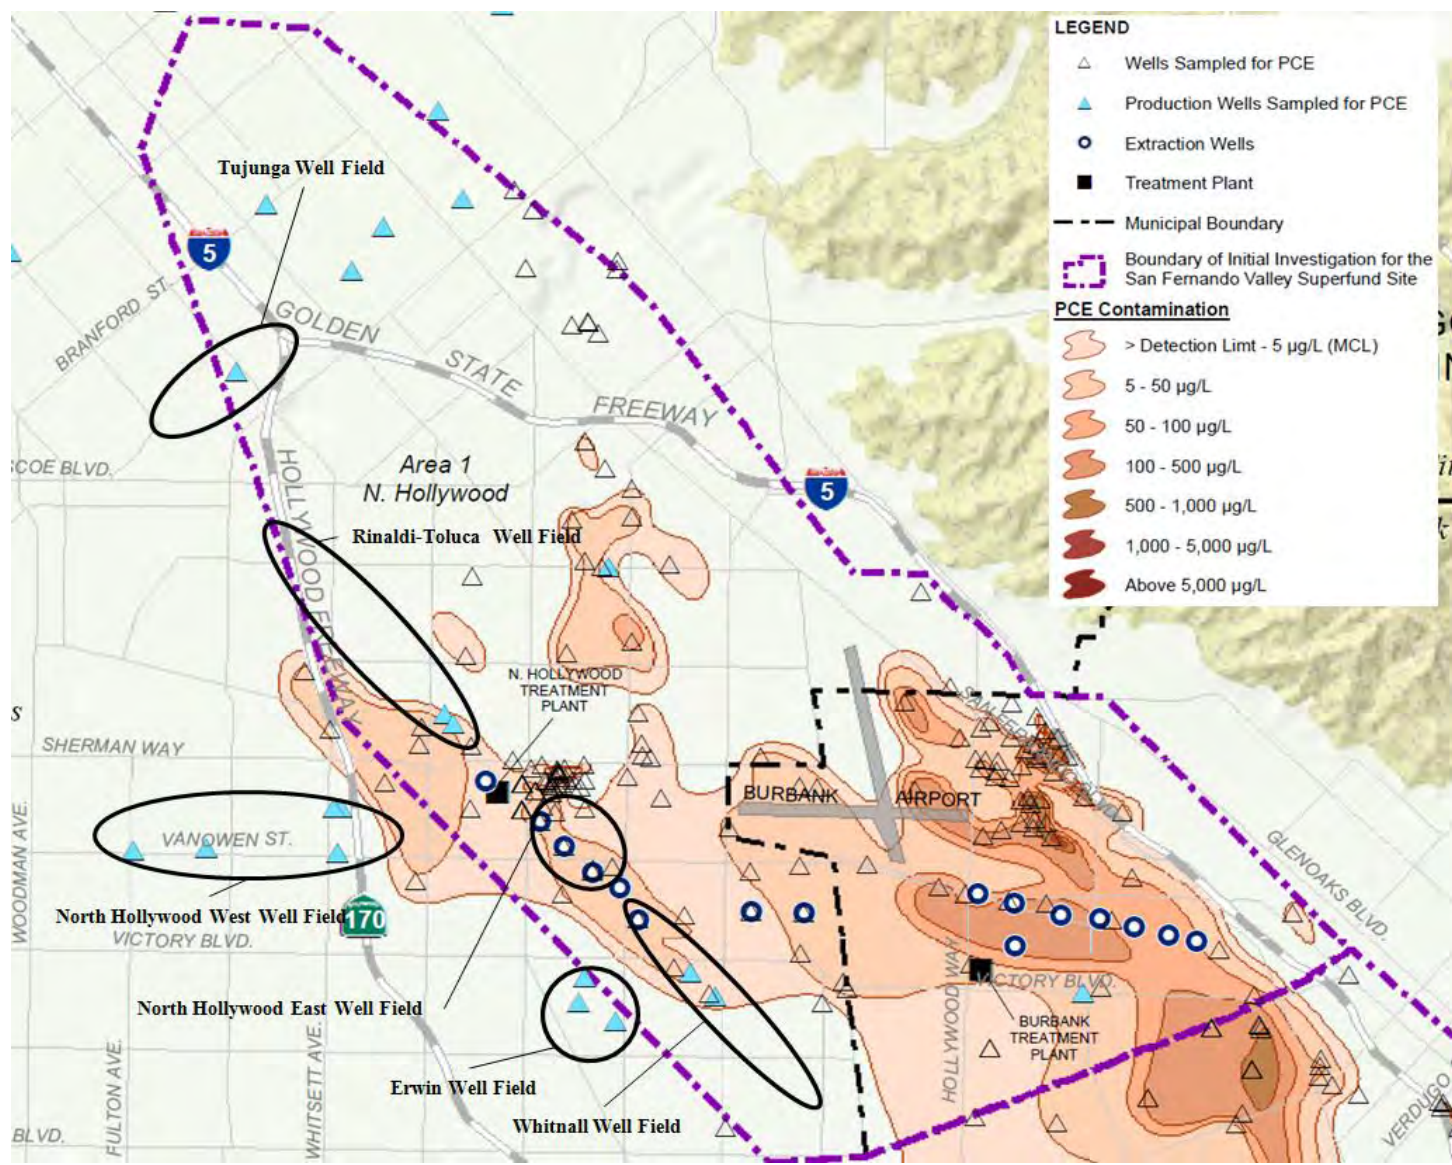 LEGEND
Wells Sampled for PCE
Production Wells Sampled for PCE
Extraction Wells
Treatment Plant
Municipal Boundary
Boundary of Initial Investigation for the
San Fernando Valley Superfund Site
PCE Contamination
> Detection Limt - 5 µg/L (MCL)
5 - 50 µg/L
50 - 100 µg/L
100 - 500 µg/L
500 - 1,000 µg/L
1,000 - 5,000 µg/L
Above 5,000 µg/L
Tujunga Well Field
5
BRANFORD ST.
GOLDEN
STATE
FREEWAY
SCOE BLVD.
HOLLYWOOD FREEWAY
Area 1
N. Hollywood
5
Rinaldi-Toluca Well Field
N. HOLLYWOOD
TREATMENT
PLANT
s
SHERMAN WAY
BURBANK
AIRPORT
VANOWEN ST.
WOODMAN AVE.
GLENOAKS BLVD.
North Hollywood West Well Field
170
VICTORY BLVD.
HOLLYWOOD WAY
VICTORY BLVD.
North Hollywood East Well Field
BURBANK
TREATMENT
PLANT
Erwin Well Field
Whitnall Well Field
FULTON AVE.
WHITSETT AVE.
BLVD.
VERDUGO